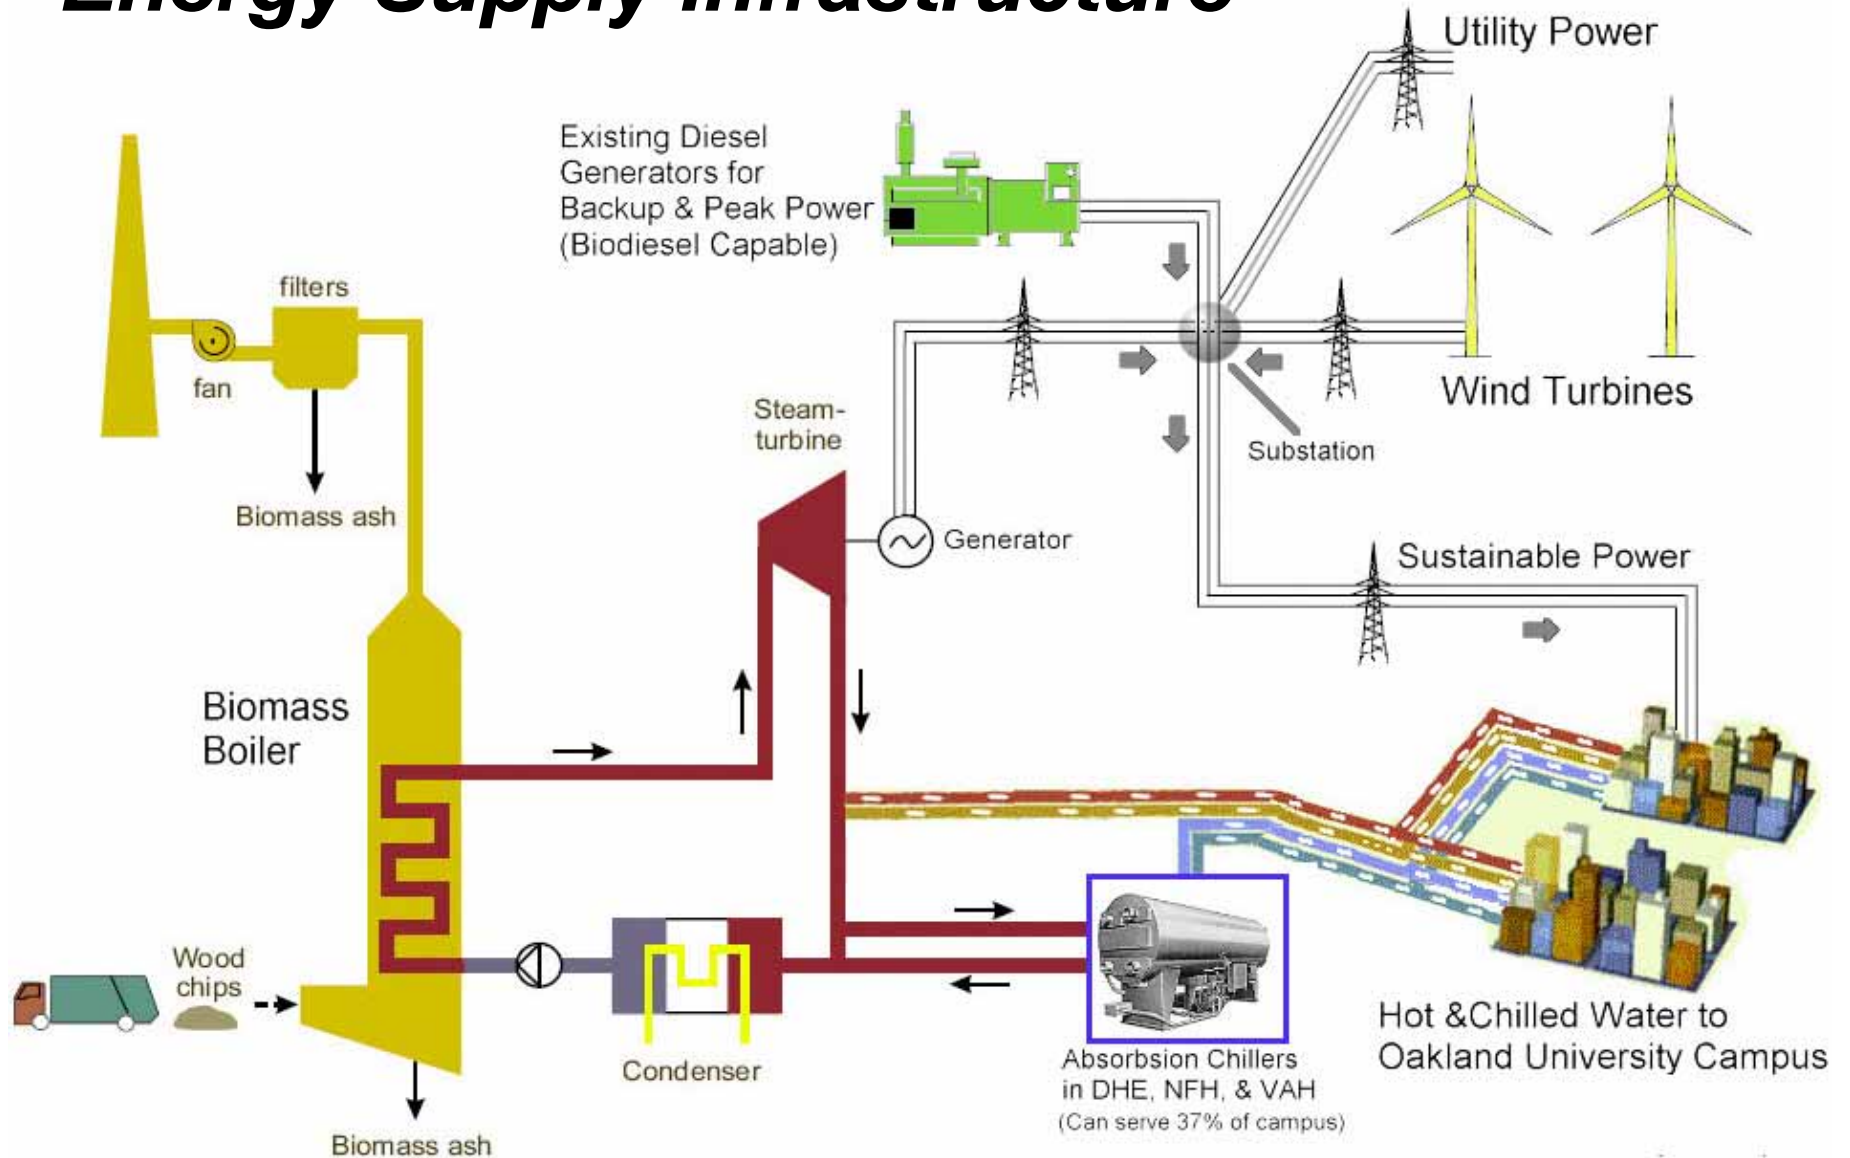 Energy Supply Infrastructure
Utility Power
Existing Diesel
Generators for
Backup & Peak Power
(Biodiesel Capable)
filters
fan
Wind Turbines
Steam-
turbine
Substation
Biomass ash
Generator
Sustainable Power
Biomass
Boiler
Wood
chips
Condenser
Hot &Chilled Water to
Oakland University Campus
Absorbsion Chillers
in DHE, NFH, & VAH
(Can serve 37% of campus)
Biomass ash